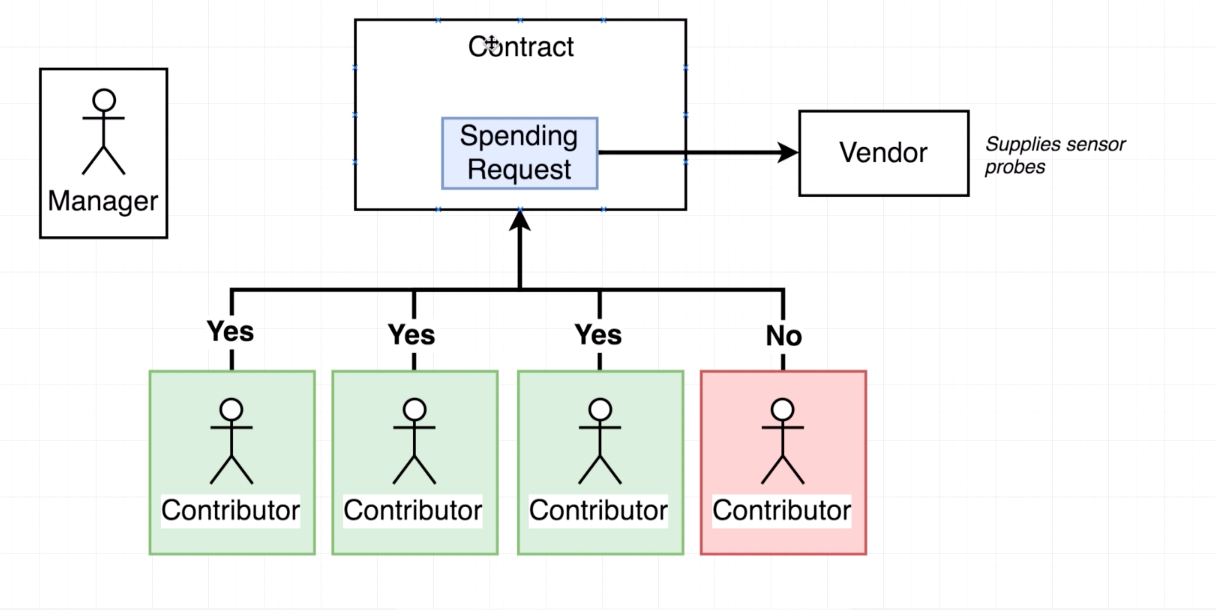 Contract
Manager
Spending
Request
Vendor
Supplies sensor
probes
Yes
Yes
Yes
No
Contributor
Contributor
Contributor
Contributor